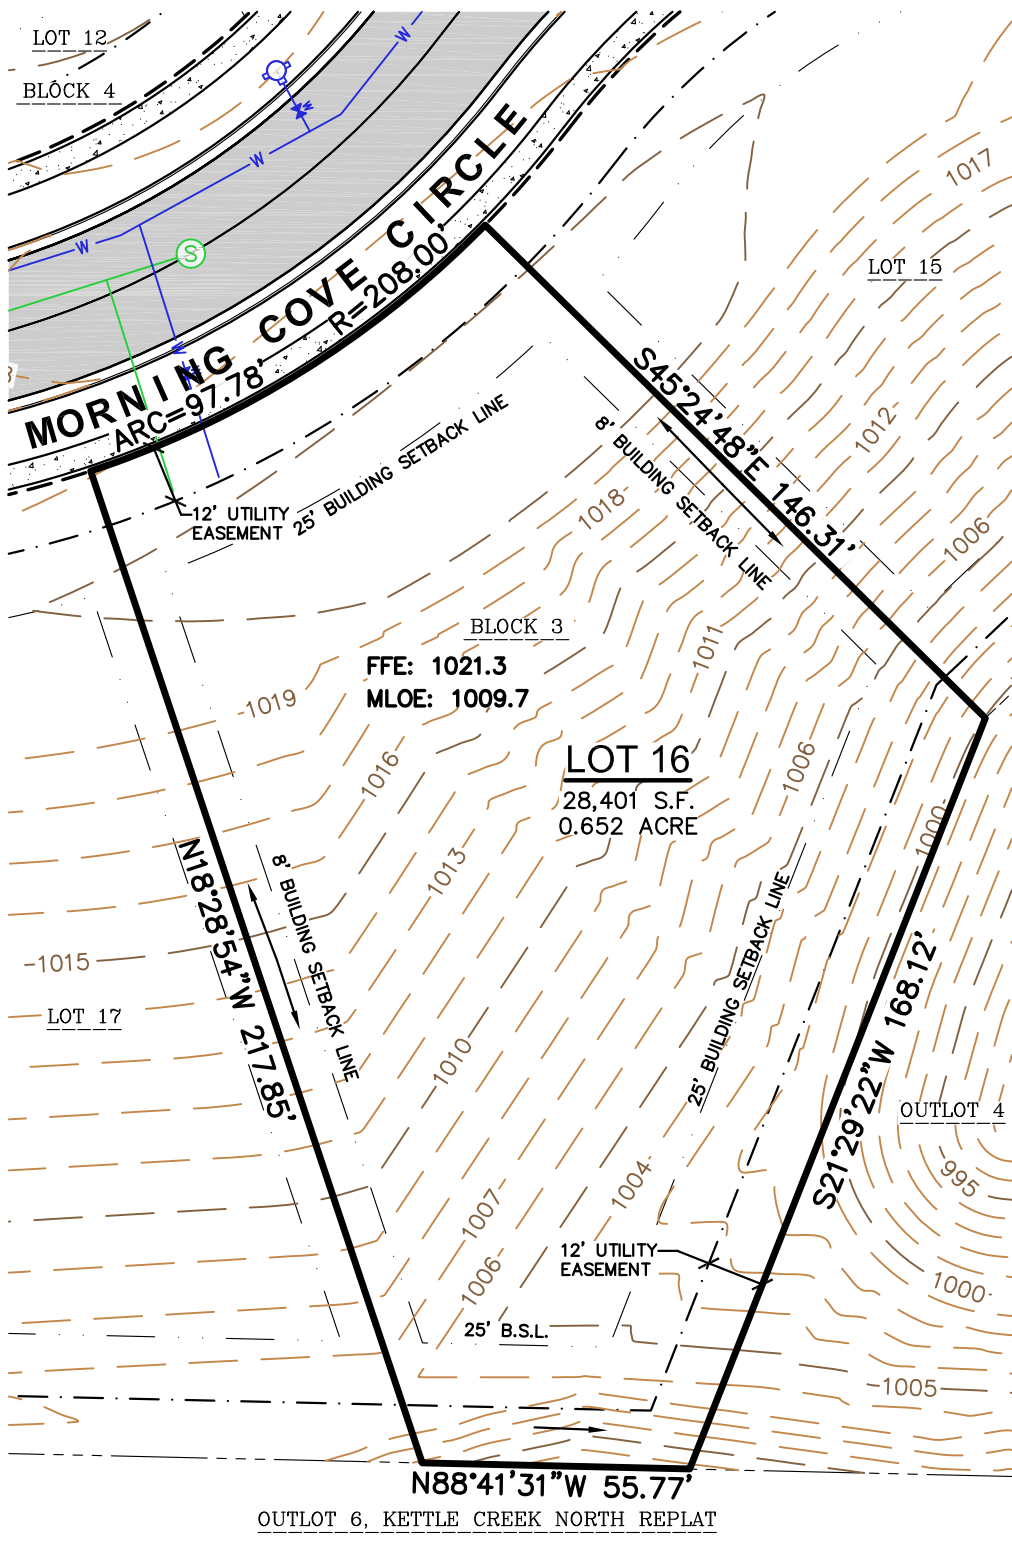 LOT 12
BLOCK 4
W
W
W
W
W
S
MORNING COVE CIRCLE
R=208.00'
ARC=97.78'
1017
LOT 15
S45°24'48"E 146.31'
8' BUILDING SETBACK LINE
25' BUILDING SETBACK LINE
12' UTILITY
EASEMENT
1012
1018
1006
BLOCK 3
1011
FFE: 1021.3
MLOE: 1009.7
1019
1016
LOT 16
28,401 S.F.
0.652 ACRE
1006
1000
1013
N18°28'54"W 217.85'
8' BUILDING SETBACK LINE
25' BUILDING SETBACK LINE
1015
LOT 17
S21°29'22"W 168.12'
1010
OUTLOT 4
995
1004
1007
12' UTILITY
EASEMENT
1006
1000
25' B.S.L.
1005
N88°41'31"W 55.77'
OUTLOT 6, KETTLE CREEK NORTH REPLAT